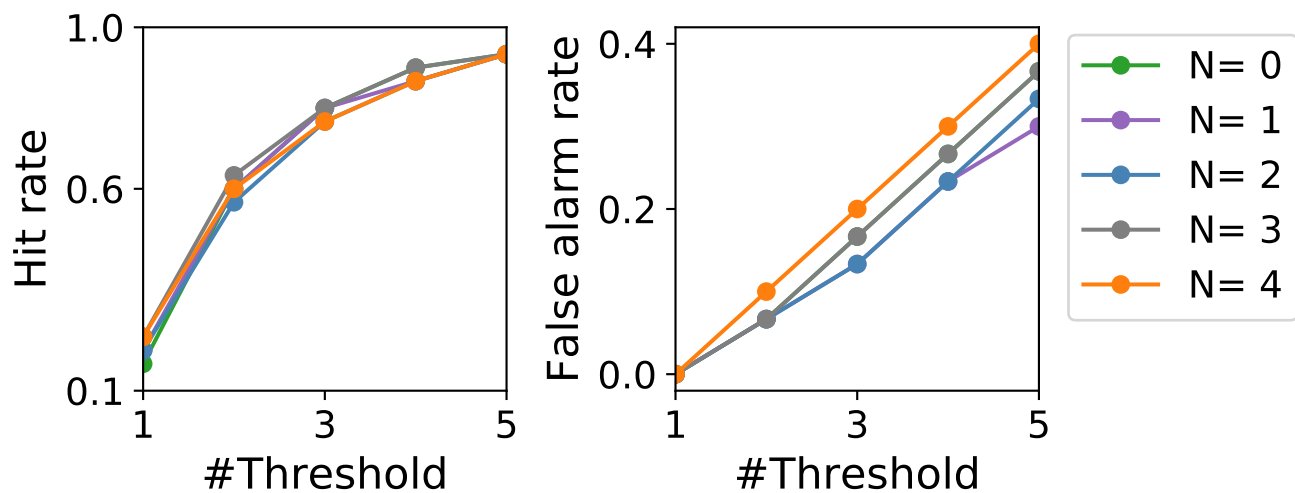 Hit rate
1.0
0.6
0.1
1
3
5
#Threshold
False alarm rate
0.4
0.2
0.0
1
3
5
#Threshold
N= 0
N= 1
N= 2
N= 3
N= 4